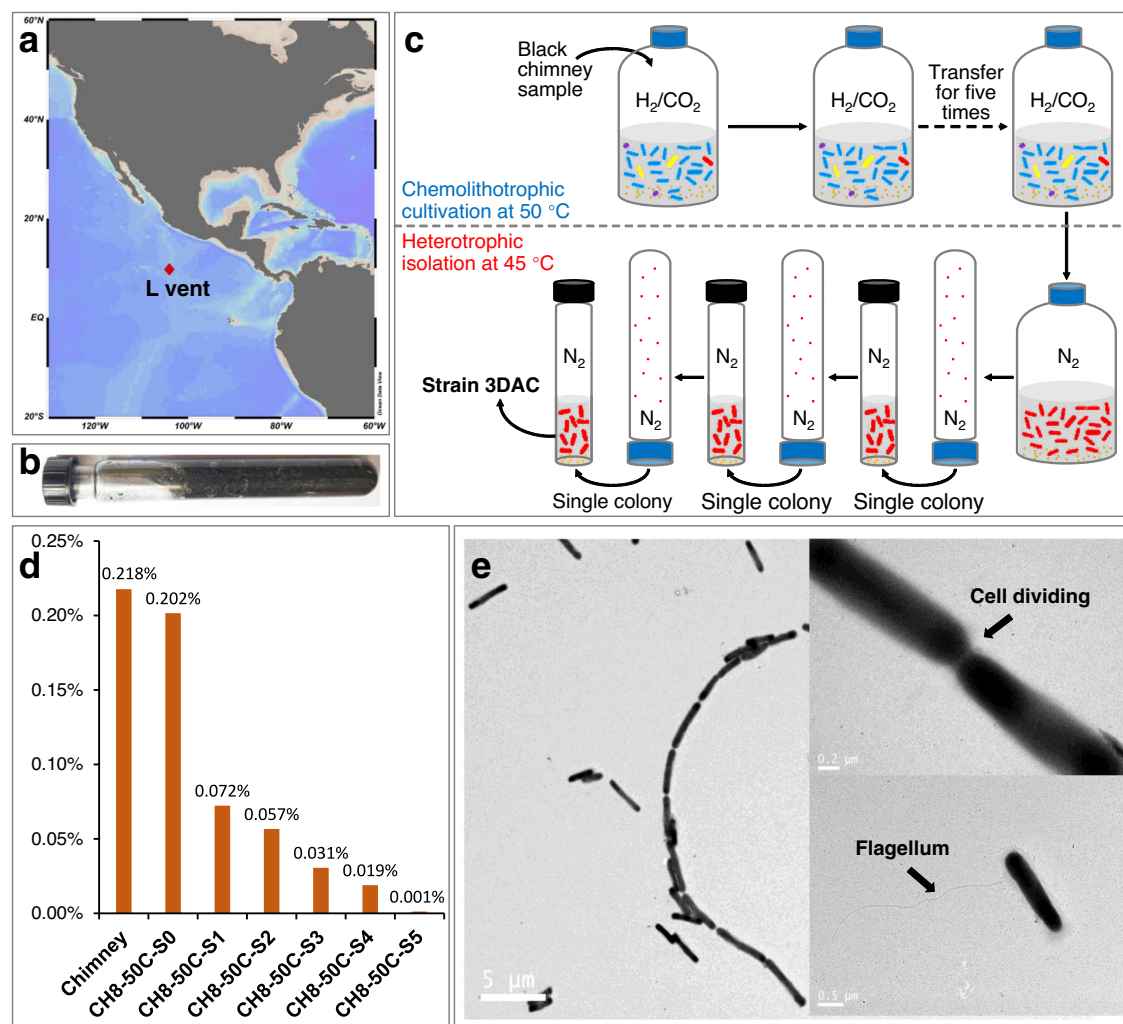 a
60°N
40°N
20°N
EQ
20°S
120°W
100°W
80°W
60°W
L vent
Ocean Data View
b
c
Black
chimney
sample
H2/CO2
H2/CO2
Transfer
for five
times
H2/CO2
Chemolithotrophic
cultivation at 50 °C
Heterotrophic
isolation at 45 °C
N2
N2
N2
N2
N2
N2
N2
Strain 3DAC
Single colony
Single colony
Single colony
d
0.25%
0.20%
0.15%
0.10%
0.05%
0.00%
0.218%
0.202%
0.072%
0.057%
0.031%
0.019%
0.001%
Chimney
CH8-50C-S0
CH8-50C-S1
CH8-50C-S2
CH8-50C-S3
CH8-50C-S4
CH8-50C-S5
e
5 μm
Cell dividing
0.2 μm
Flagellum
0.5 μm